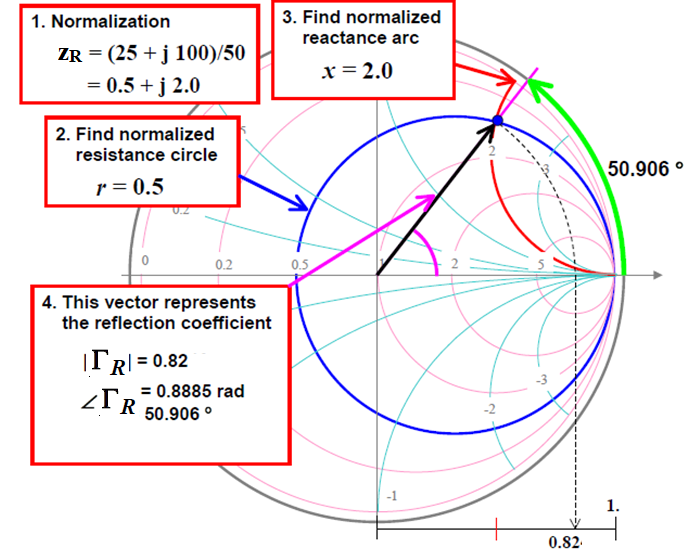 1. Normalization
zR = (25 + j 100)/50
= 0.5 + j 2.0
3. Find normalized
reactance arc
x = 2.0
2. Find normalized
resistance circle
r = 0.5
50.906 º
2
3
0.2
0
0.2
0.5
1
2
5
4. This vector represents
the reflection coefficient
|ΓR| = 0.82
∠ΓR = 0.8885 rad
50.906 º
-3
-2
-1
1.
0.82